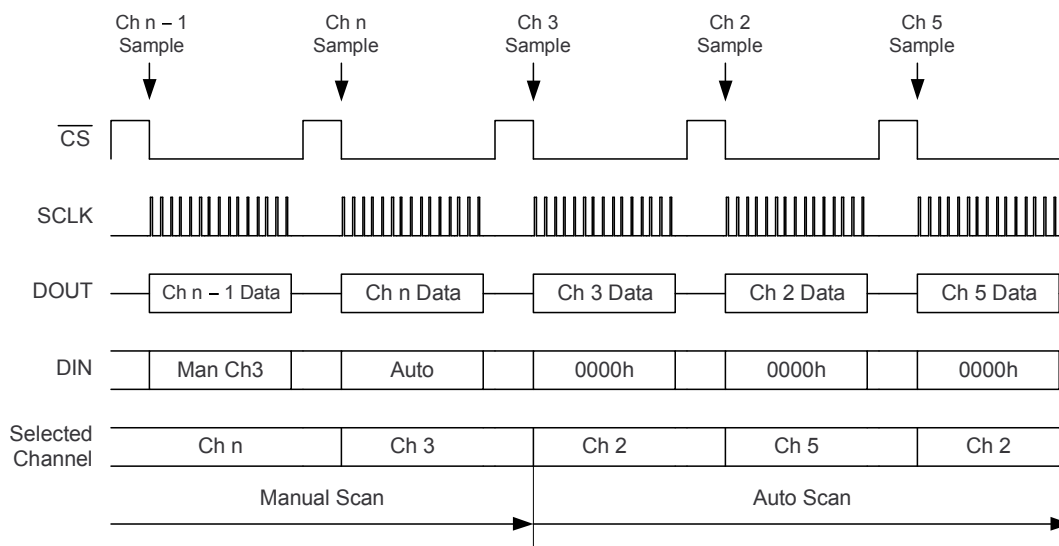 Ch n – 1 Sample
Ch n Sample
Ch 3 Sample
Ch 2 Sample
Ch 5 Sample
CS
SCLK
DOUT
Ch n – 1 Data
Ch n Data
Ch 3 Data
Ch 2 Data
Ch 5 Data
DIN
Man Ch3
Auto
0000h
0000h
0000h
Selected Channel
Ch n
Ch 3
Ch 2
Ch 5
Ch 2
Manual Scan
Auto Scan